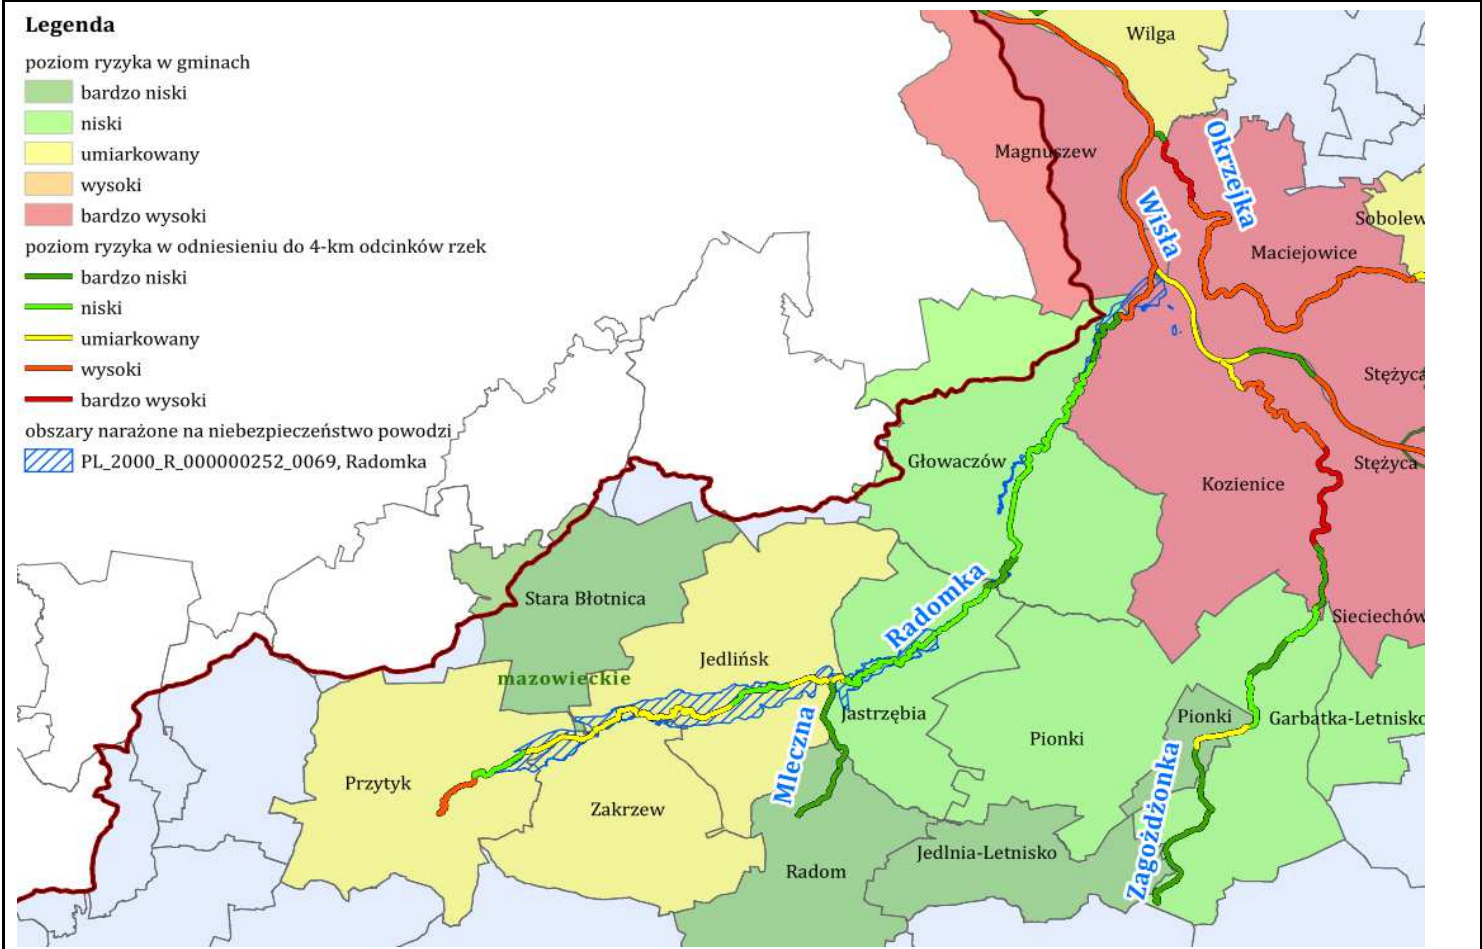 Legenda
poziom ryzyka w gminach
bardzo niski
niski
umiarkowany
wysoki
bardzo wysoki
poziom ryzyka w odniesieniu do 4-km odcinków rzek
bardzo niski
niski
umiarkowany
wysoki
bardzo wysoki
obszary narażone na niebezpieczeństwo powodzi
PL_2000_R_000000252_0069, Radomka
Wilga
Magnuszew
Okrzejka
Wisła
Sobolew
Maciejowice
Stężyca
Głowaczów
Stężyca
Kozienice
Stara Błotnica
Radomka
Sieciechów
Jedlińsk
mazowieckie
Jastrzębia
Pionki
Garbatka-Letnisko
Pionki
Mleczna
Przytyk
Zakrzew
Zagożdżonka
Jedlnia-Letnisko
Radom